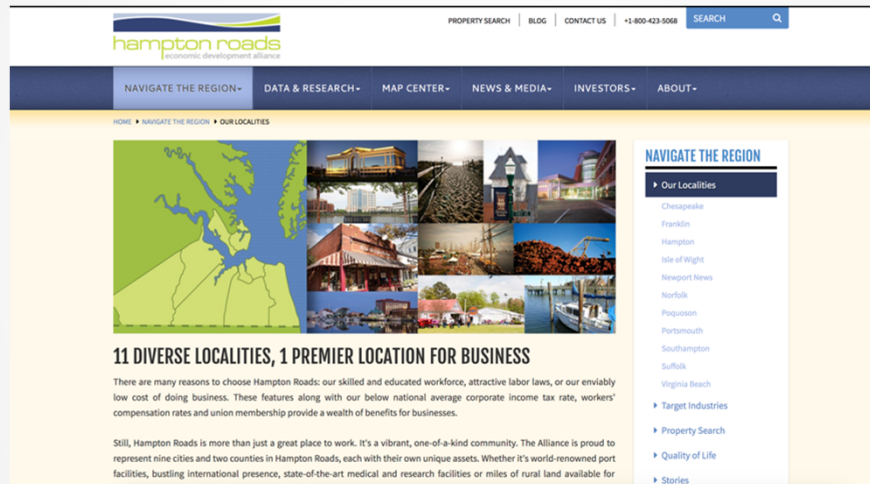 PROPERTY SEARCH BLOG CONTACT US +1-800-423-5068 SEARCH
hampton roads
economic development alliance
NAVIGATE THE REGION DATA & RESEARCH MAP CENTER NEWS & MEDIA INVESTORS ABOUT
HOME NAVIGATE THE REGION OUR LOCALITIES
11 DIVERSE LOCALITIES, 1 PREMIER LOCATION FOR BUSINESS
There are many reasons to choose Hampton Roads: our skilled and educated workforce, attractive labor laws, or our enviably
low cost of doing business. These features along with our below national average corporate income tax rate, workers'
compensation rates and union membership provide a wealth of benefits for businesses.
Still, Hampton Roads is more than just a great place to work. It's a vibrant, one-of-a-kind community. The Alliance is proud to
represent nine cities and two counties in Hampton Roads, each with their own unique assets. Whether it's world-renowned port
facilities, bustling international presence, state-of-the-art medical and research facilities or miles of rural land available for
NAVIGATE THE REGION
Our Localities
Chesapeake
Franklin
Hampton
Isle of Wight
Newport News
Norfolk
Poquoson
Portsmouth
Southampton
Suffolk
Virginia Beach
Target Industries
Property Search
Quality of Life
Stories